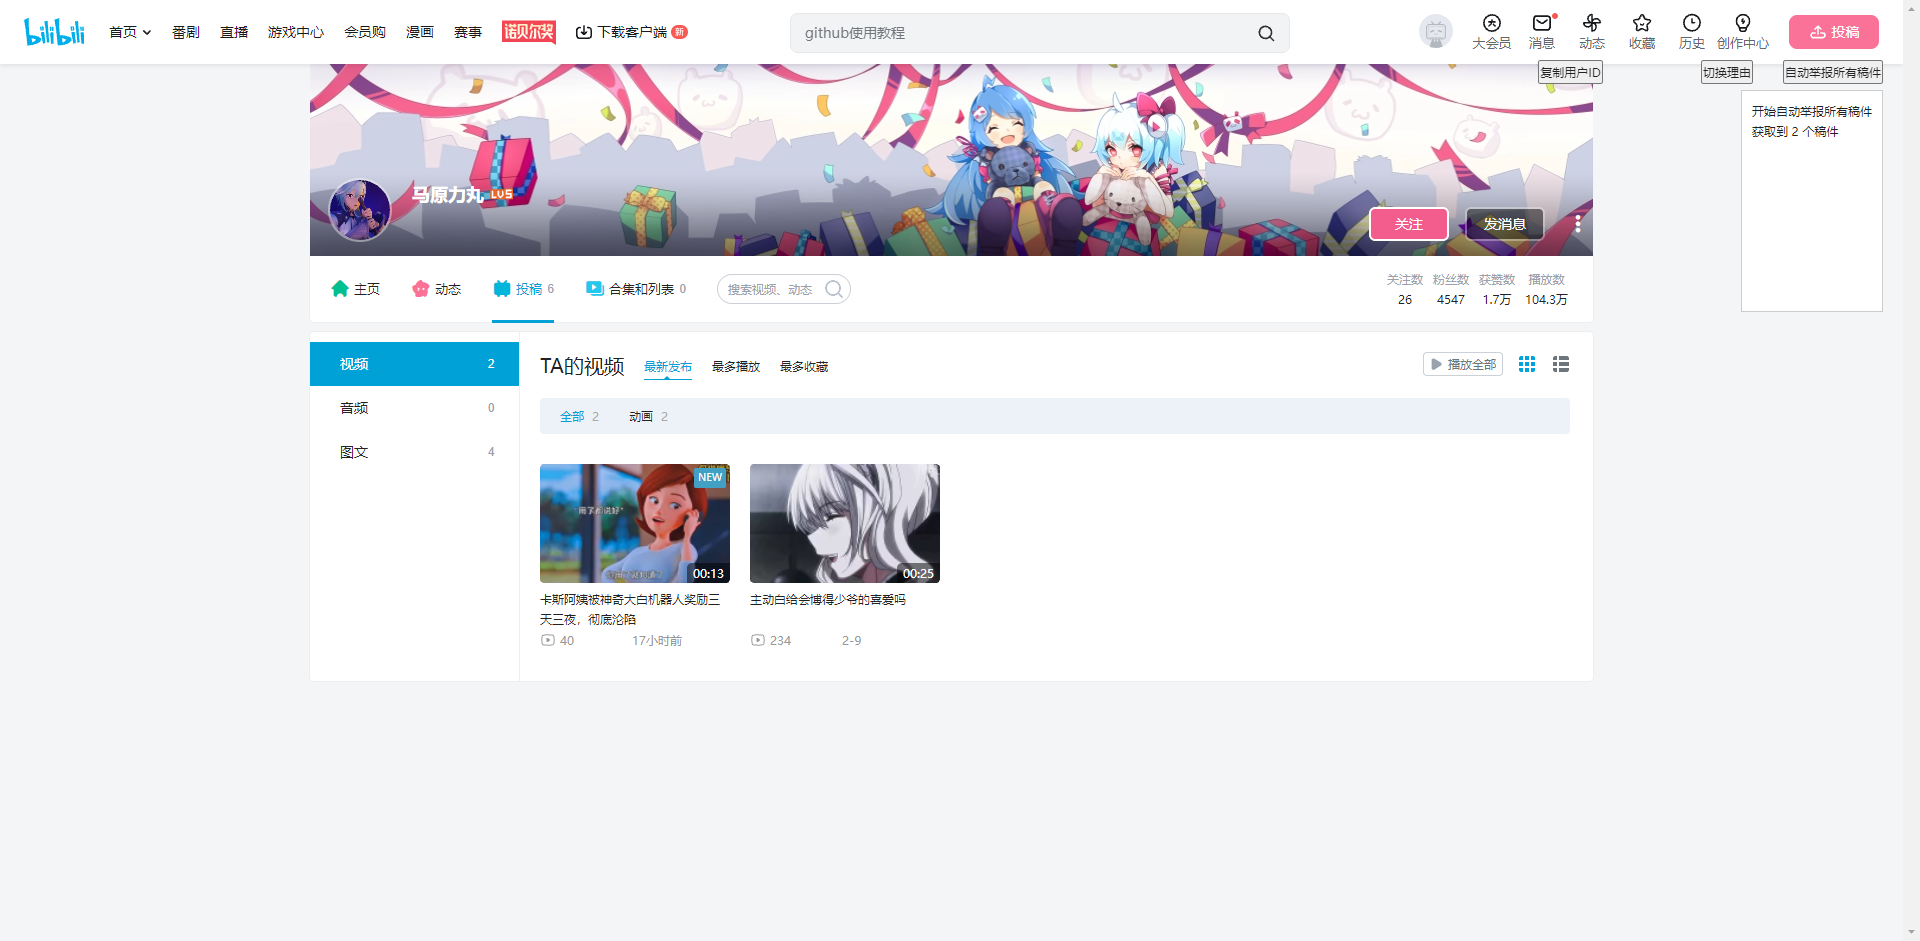 bilibili
首页
番剧
直播
游戏中心
会员购
漫画
赛事
诺贝尔奖
下载客户端
新
github使用教程
大会员
消息
动态
收藏
历史
创作中心
投稿
复制用户ID
切换理由
自动举报所有稿件
开始自动举报所有稿件
获取到 2 个稿件
马原力丸 LV5
关注
发消息
主页
动态
投稿 6
合集和列表 0
搜索视频、动态
关注数 粉丝数 获赞数 播放数
26 4547 1.7万 104.3万
视频 2
音频 0
图文 4
TA的视频
最新发布
最多播放
最多收藏
播放全部
全部 2
动画 2
NEW
00:13
00:25
卡斯阿姨被神奇大白机器人奖励三
天三夜，彻底沦陷
40 17小时前
主动白给会博得少爷的喜爱吗
234 2-9